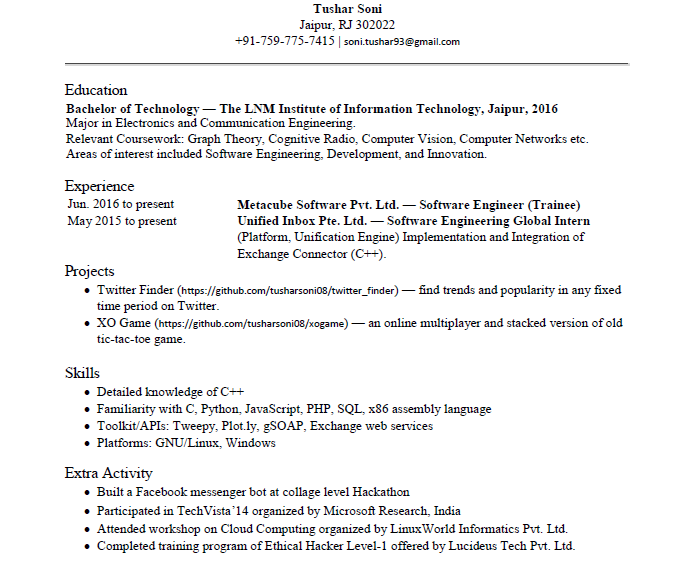 Tushar Soni
Jaipur, RJ 302022
+91-759-775-7415 | soni.tushar93@gmail.com
Education
Bachelor of Technology — The LNM Institute of Information Technology, Jaipur, 2016
Major in Electronics and Communication Engineering.
Relevant Coursework: Graph Theory, Cognitive Radio, Computer Vision, Computer Networks etc.
Areas of interest included Software Engineering, Development, and Innovation.
Experience
Jun. 2016 to present Metacube Software Pvt. Ltd. — Software Engineer (Trainee)
May 2015 to present Unified Inbox Pte. Ltd. — Software Engineering Global Intern
(Platform, Unification Engine) Implementation and Integration of
Exchange Connector (C++).
Projects
• Twitter Finder (https://github.com/tusharsoni08/twitter_finder) — find trends and popularity in any fixed
time period on Twitter.
• XO Game (https://github.com/tusharsoni08/xogame) — an online multiplayer and stacked version of old
tic-tac-toe game.
Skills
• Detailed knowledge of C++
• Familiarity with C, Python, JavaScript, PHP, SQL, x86 assembly language
• Toolkit/APIs: Tweepy, Plot.ly, gSOAP, Exchange web services
• Platforms: GNU/Linux, Windows
Extra Activity
• Built a Facebook messenger bot at collage level Hackathon
• Participated in TechVista'14 organized by Microsoft Research, India
• Attended workshop on Cloud Computing organized by LinuxWorld Informatics Pvt. Ltd.
• Completed training program of Ethical Hacker Level-1 offered by Lucideus Tech Pvt. Ltd.